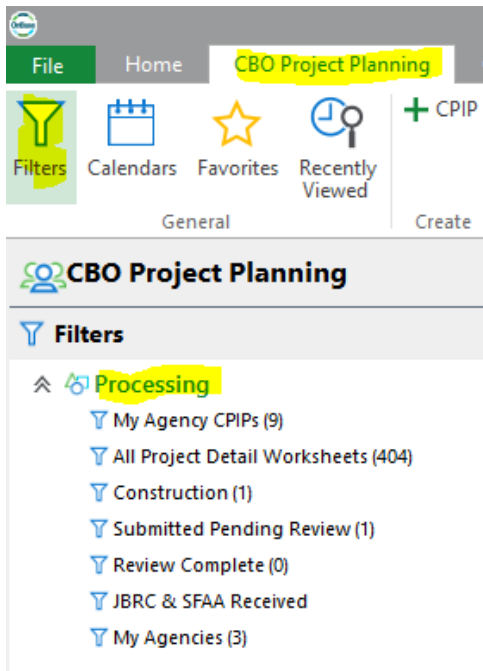 OnBase
File Home CBO Project Planning
Filters Calendars Favorites Recently Viewed + CPIP
General Create
CBO Project Planning
Filters
Processing
My Agency CPIPs (9)
All Project Detail Worksheets (404)
Construction (1)
Submitted Pending Review (1)
Review Complete (0)
JBRC & SFAA Received
My Agencies (3)